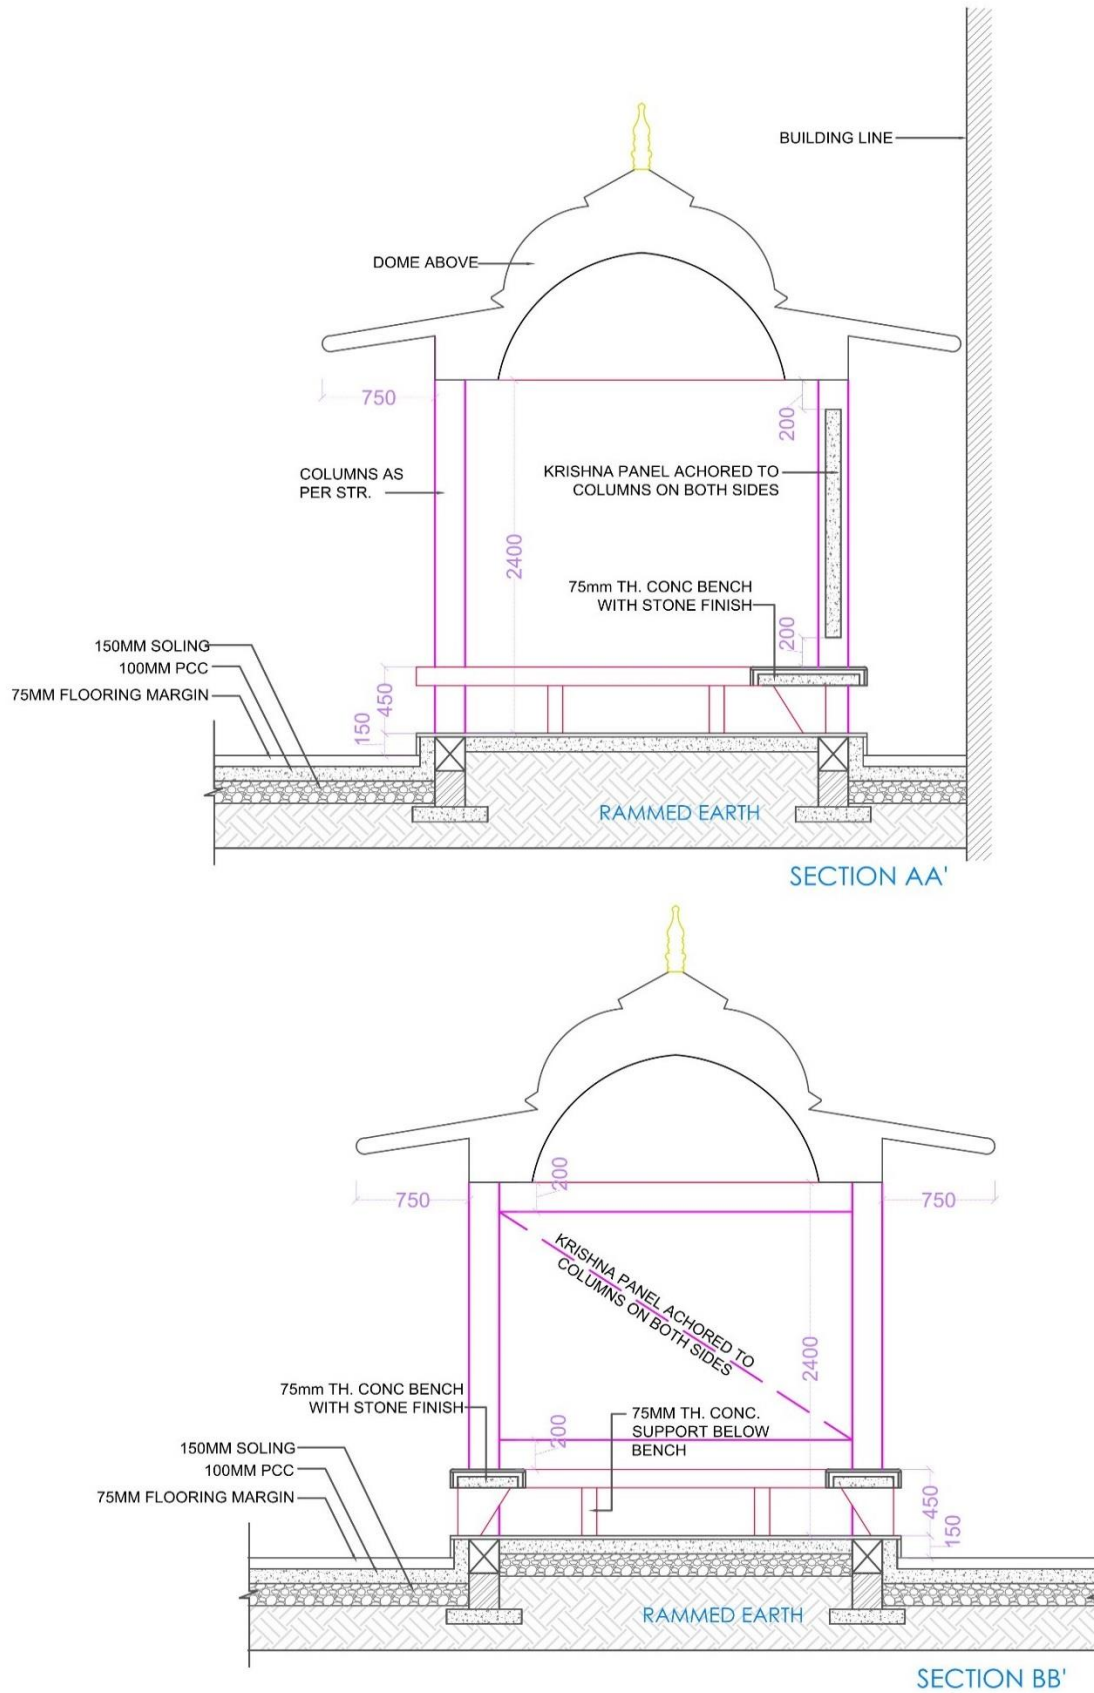 BUILDING LINE
DOME ABOVE
750
200
COLUMNS AS
PER STR.
KRISHNA PANEL ACHORED TO
COLUMNS ON BOTH SIDES
2400
75mm TH. CONC BENCH
WITH STONE FINISH
200
150MM SOLING
100MM PCC
75MM FLOORING MARGIN
450
150
RAMMED EARTH
SECTION AA'
200
750
750
KRISHNA PANEL ACHORED TO
COLUMNS ON BOTH SIDES
2400
75mm TH. CONC BENCH
WITH STONE FINISH
200
75MM TH. CONC.
SUPPORT BELOW
BENCH
150MM SOLING
100MM PCC
75MM FLOORING MARGIN
450
150
RAMMED EARTH
SECTION BB'